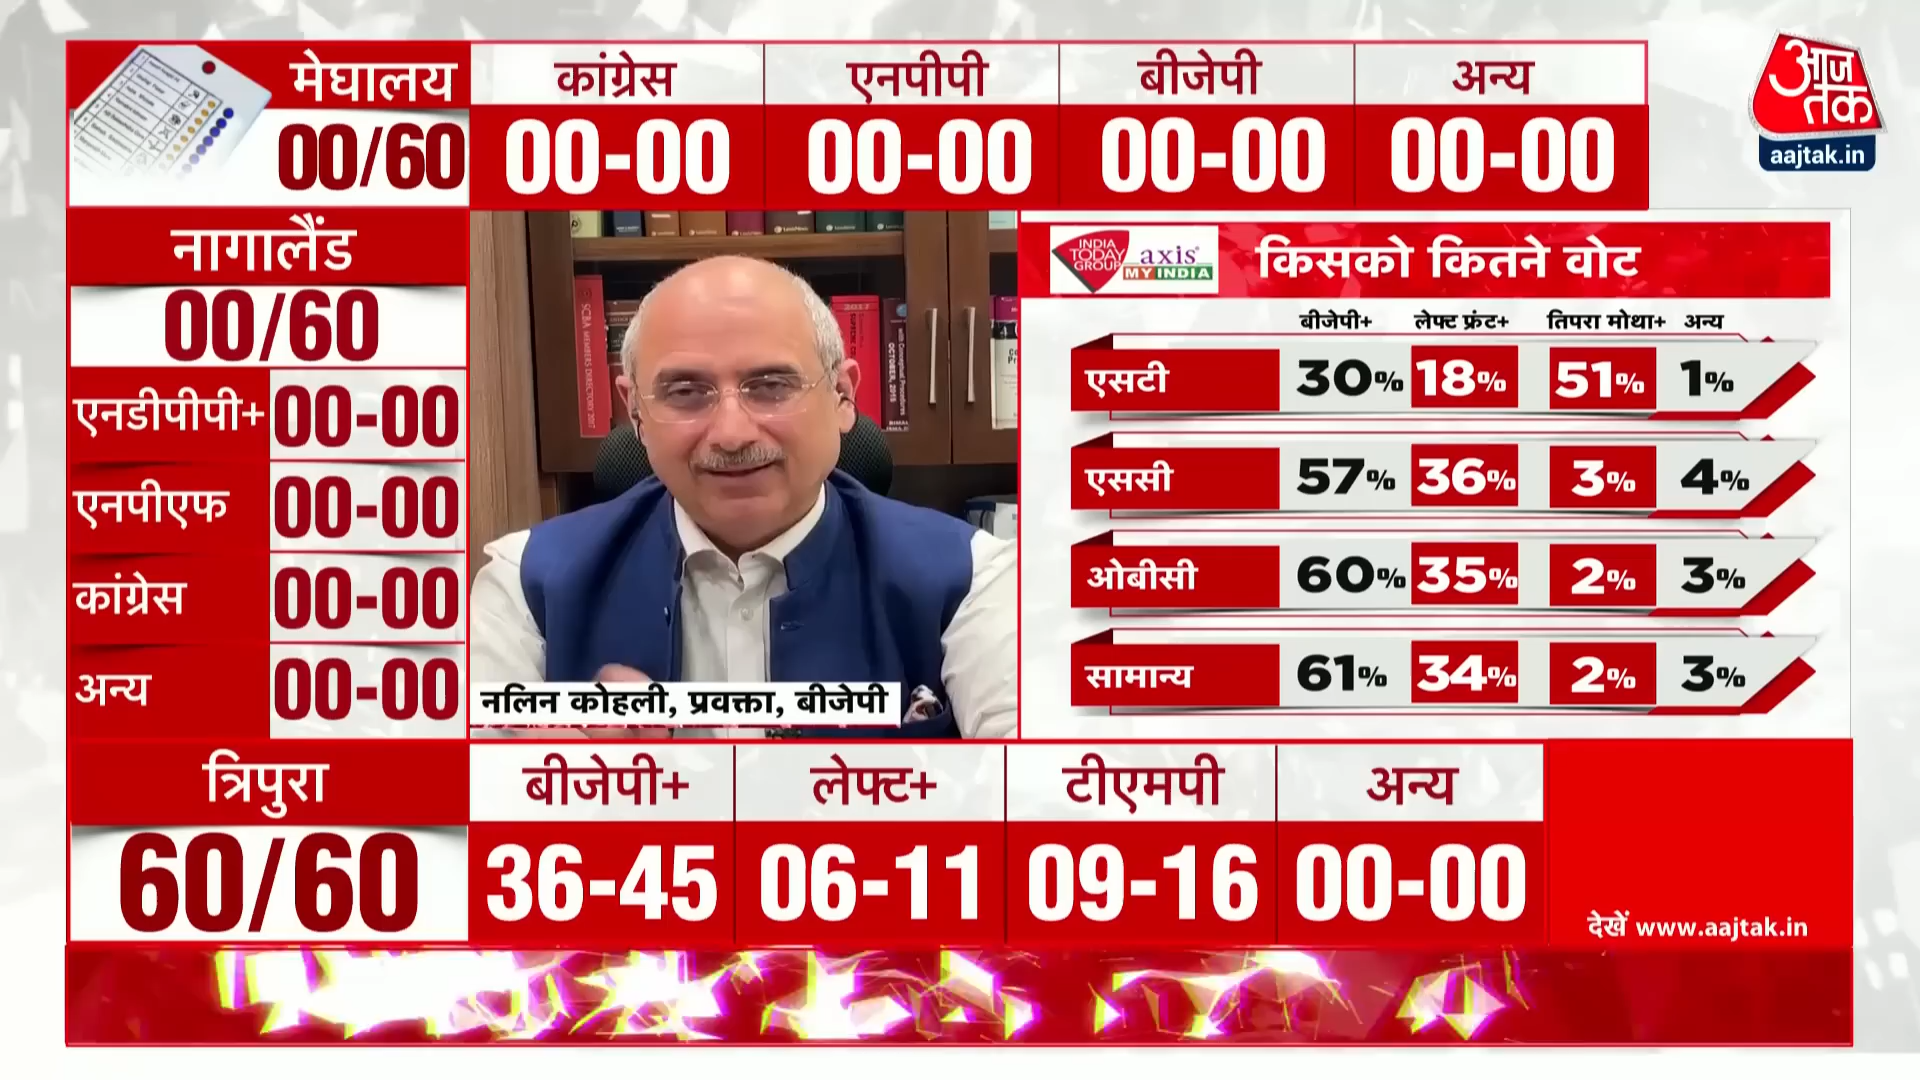 मेघालय
00/60
कांग्रेस एनपीपी बीजेपी अन्य
00-00 00-00 00-00 00-00
आज तक
aajtak.in
नागालैंड
00/60
एनडीपीपी+ 00-00
एनपीएफ 00-00
कांग्रेस 00-00
अन्य 00-00
नलिन कोहली, प्रवक्ता, बीजेपी
INDIA TODAY GROUP
axis MY INDIA
किसको कितने वोट
बीजेपी+ लेफ्ट फ्रंट+ तिपरा मोथा+ अन्य
एसटी 30% 18% 51% 1%
एससी 57% 36% 3% 4%
ओबीसी 60% 35% 2% 3%
सामान्य 61% 34% 2% 3%
त्रिपुरा
60/60
बीजेपी+ लेफ्ट+ टीएमपी अन्य
36-45 06-11 09-16 00-00
देखें www.aajtak.in